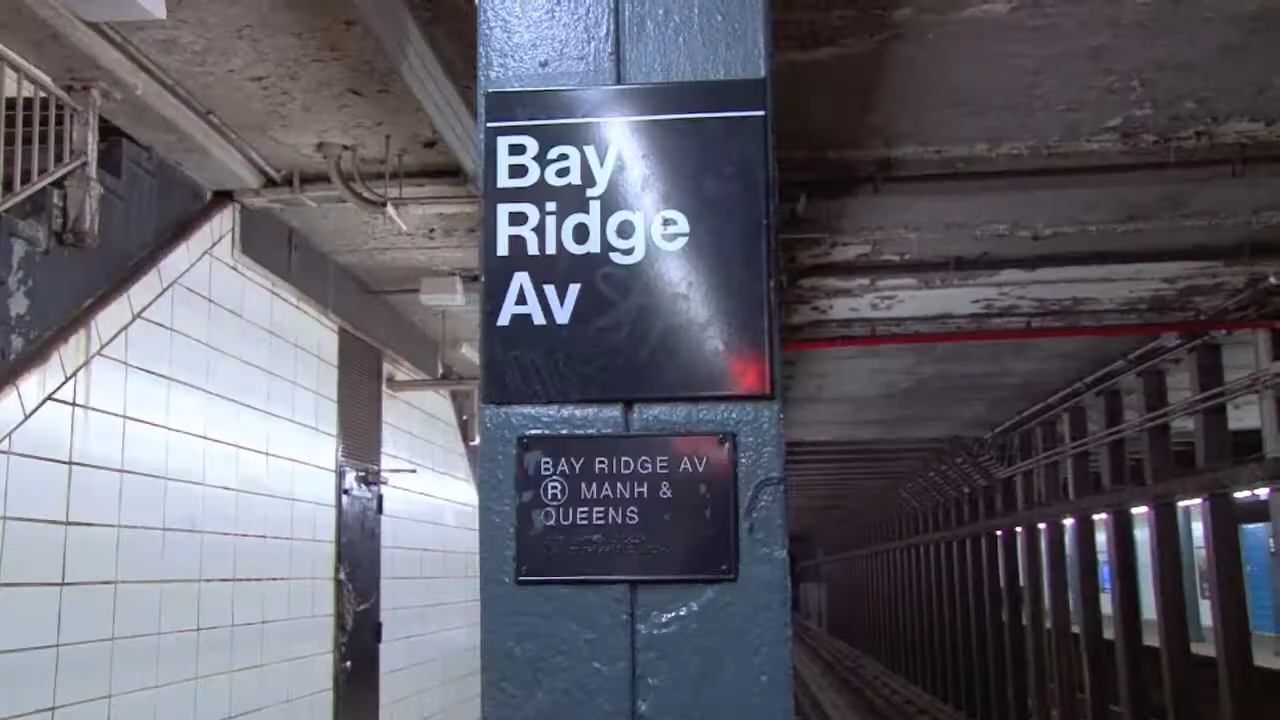 Bay
Ridge
Av
BAY RIDGE AV
Ⓡ MANH &
QUEENS